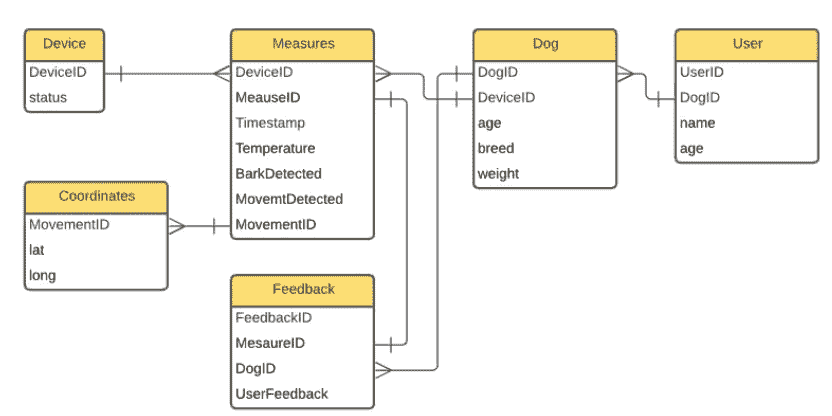 Device
DeviceID
status
Measures
DeviceID
MeauseID
Timestamp
Temperature
BarkDetected
MovemtDetected
MovementID
Dog
DogID
DeviceID
age
breed
weight
User
UserID
DogID
name
age
Coordinates
MovementID
lat
long
Feedback
FeedbackID
MesaureID
DogID
UserFeedback